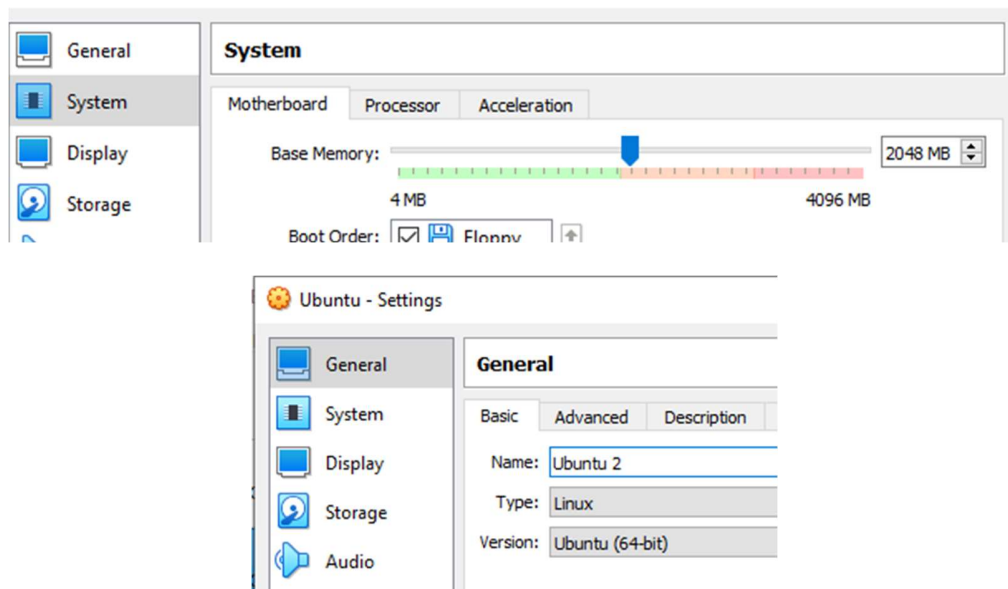 General
System
System
Motherboard Processor Acceleration
Display
Base Memory: 2048 MB
4 MB 4096 MB
Storage
Boot Order: Floppy
Ubuntu - Settings
General
General
System
Basic Advanced Description
Display
Name: Ubuntu 2
Storage
Type: Linux
Version: Ubuntu (64-bit)
Audio